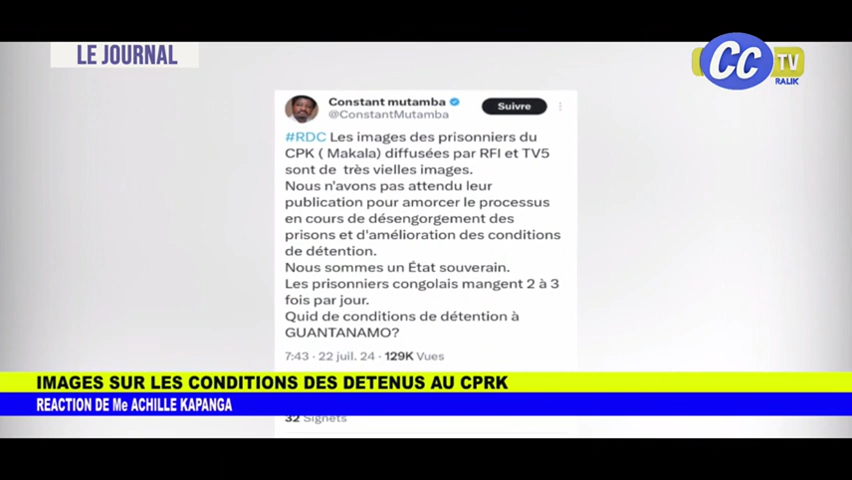 LE JOURNAL
CC TV
RALIK
Constant mutamba
Suivre
@ConstantMutamba
#RDC Les images des prisonniers du
CPK ( Makala) diffusées par RFI et TV5
sont de très vielles images.
Nous n'avons pas attendu leur
publication pour amorcer le processus
en cours de désengorgement des
prisons et d'amélioration des conditions
de détention.
Nous sommes un État souverain.
Les prisonniers congolais mangent 2 à 3
fois par jour.
Quid de conditions de détention à
GUANTANAMO?
7:43 · 22 juil. 24 · 129K Vues
IMAGES SUR LES CONDITIONS DES DETENUS AU CPRK
REACTION DE Me ACHILLE KAPANGA
32 Signets